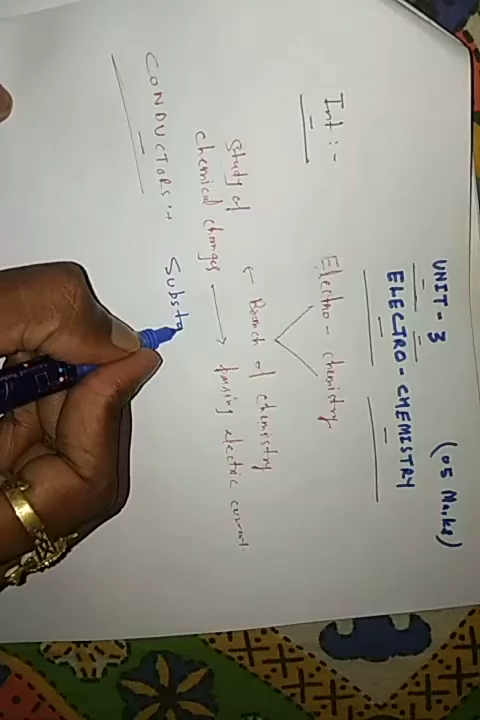 UNIT - 3 (05 Marks)
ELECTRO - CHEMISTRY
Int :-
Electro - chemistry
Branch of chemistry
Study of
chemical changes → passing electric current.
CONDUCTORS :- Substa